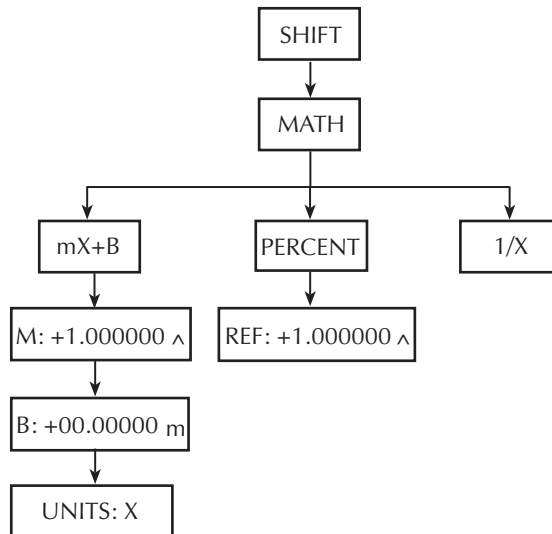 SHIFT
MATH
mX+B PERCENT 1/X
M: +1.000000 ^ REF: +1.000000 ^
B: +00.00000 m
UNITS: X